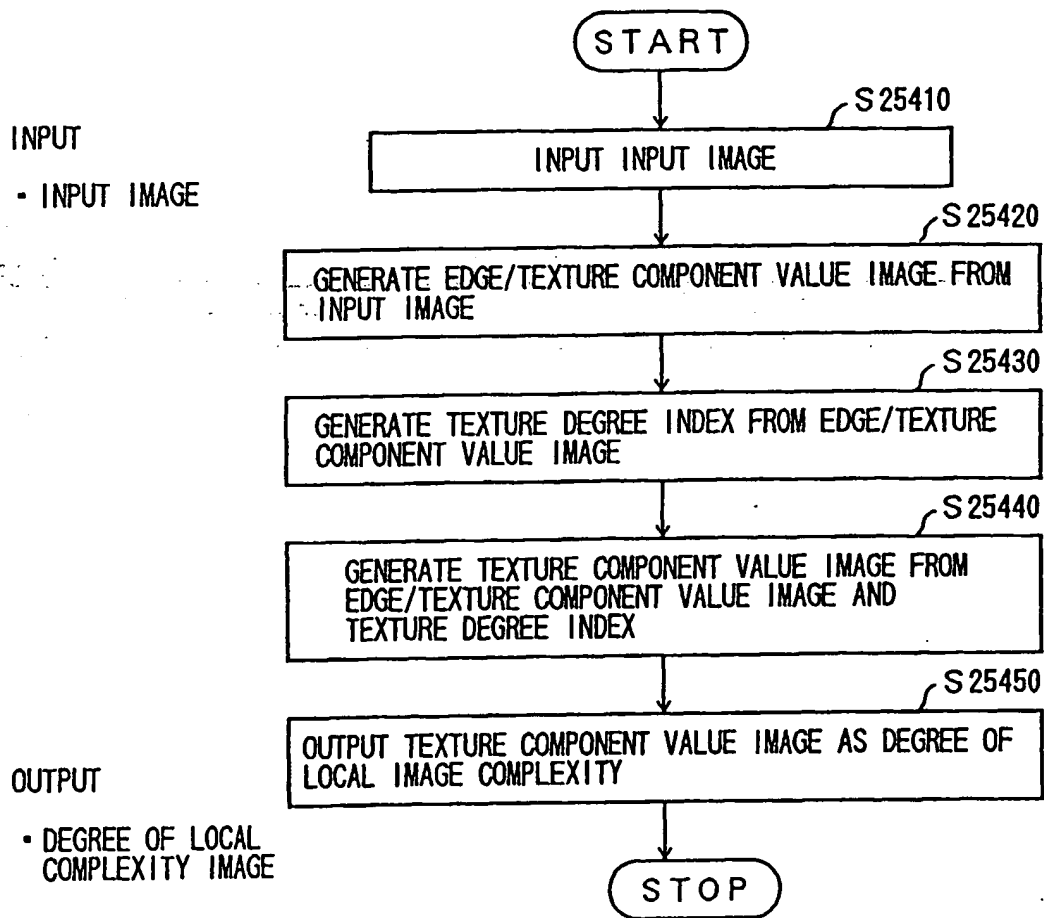 START
S25410
INPUT
INPUT INPUT IMAGE
- INPUT IMAGE
S25420
GENERATE EDGE/TEXTURE COMPONENT VALUE IMAGE FROM
INPUT IMAGE
S25430
GENERATE TEXTURE DEGREE INDEX FROM EDGE/TEXTURE
COMPONENT VALUE IMAGE
S25440
GENERATE TEXTURE COMPONENT VALUE IMAGE FROM
EDGE/TEXTURE COMPONENT VALUE IMAGE AND
TEXTURE DEGREE INDEX
S25450
OUTPUT TEXTURE COMPONENT VALUE IMAGE AS DEGREE OF
LOCAL IMAGE COMPLEXITY
OUTPUT
- DEGREE OF LOCAL
COMPLEXITY IMAGE
STOP